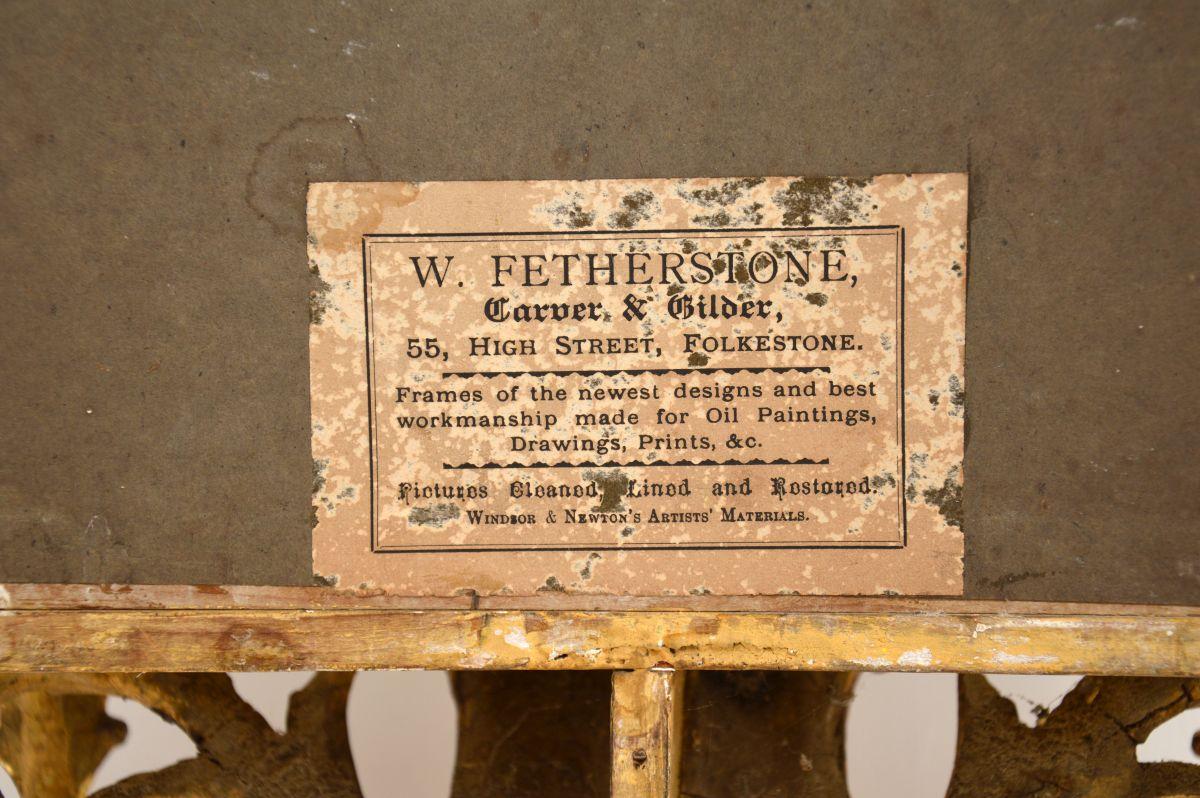 W. FETHERSTONE,
Carver & Gilder,
55, HIGH STREET, FOLKESTONE.
Frames of the newest designs and best
workmanship made for Oil Paintings,
Drawings, Prints, &c.
Pictures Cleaned, Lined and Restored.
WINDSOR & NEWTON'S ARTISTS' MATERIALS.